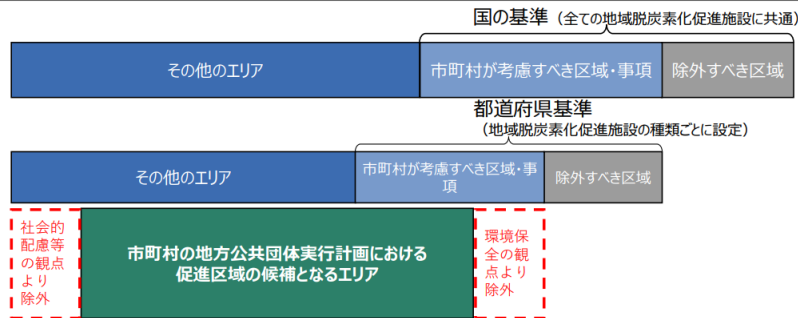 国の基準（全ての地域脱炭素化促進施設に共通）
その他のエリア
市町村が考慮すべき区域・事項
除外すべき区域
都道府県基準
（地域脱炭素化促進施設の種類ごとに設定）
その他のエリア
市町村が考慮すべき区域・事
項
除外すべき区域
社会的
配慮等
の観点
より
除外
市町村の地方公共団体実行計画における
促進区域の候補となるエリア
環境保
全の観
点より
除外